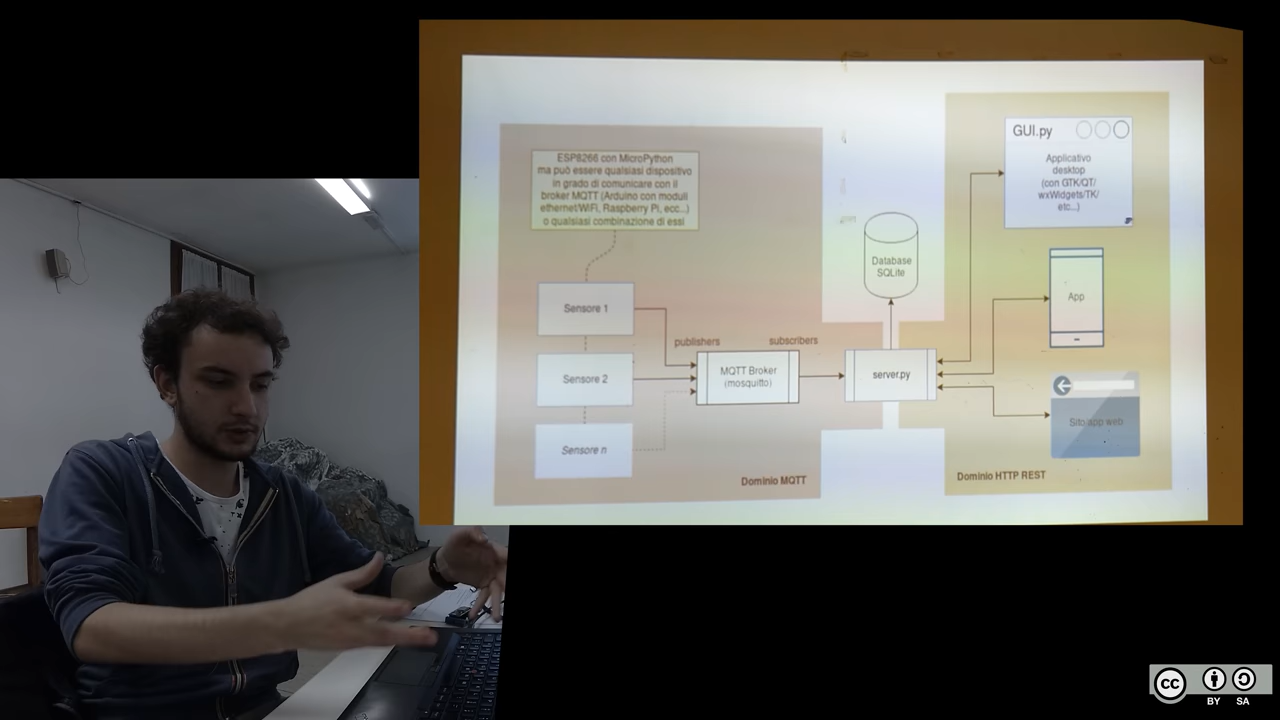 ESP8266 con MicroPython
ma può essere qualsiasi dispositivo
in grado di comunicare con il
broker MQTT (Arduino con moduli
ethernet/WiFi, Raspberry Pi, ecc...)
o qualsiasi combinazione di essi
Sensore 1
Sensore 2
Sensore n
publishers
subscribers
MQTT Broker
(mosquitto)
Dominio MQTT
Database
SQLite
server.py
GUI.py
Applicativo
desktop
(con GTK/QT/
wxWidgets/TK/
etc...)
App
Sito/app web
Dominio HTTP REST
cc
BY SA